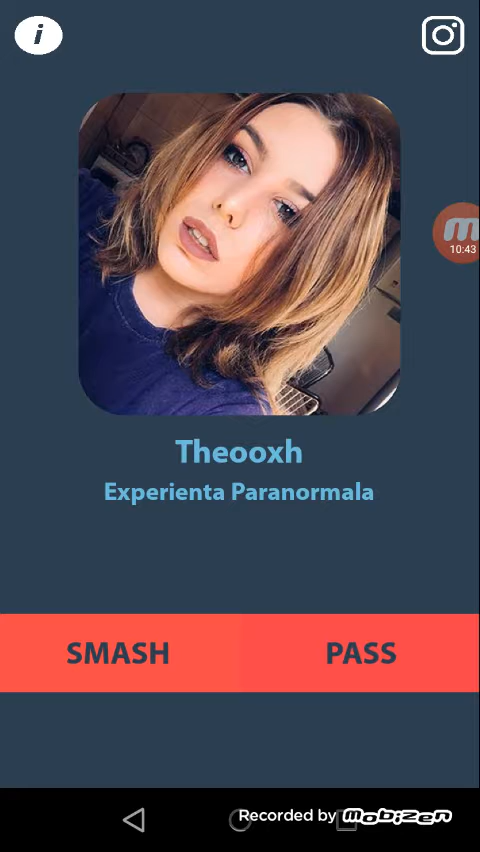 i
m
10:43
Theooxh
Experienta Paranormala
SMASH
PASS
Recorded by mobizen